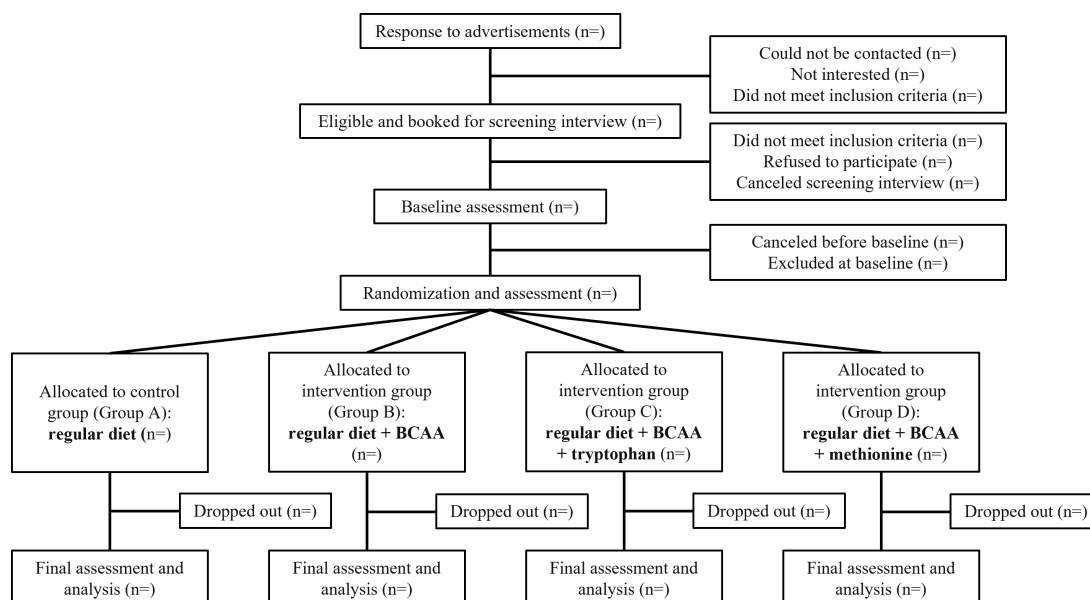 Response to advertisements (n=)
Could not be contacted (n=)
Not interested (n=)
Did not meet inclusion criteria (n=)
Eligible and booked for screening interview (n=)
Did not meet inclusion criteria (n=)
Refused to participate (n=)
Canceled screening interview (n=)
Baseline assessment (n=)
Canceled before baseline (n=)
Excluded at baseline (n=)
Randomization and assessment (n=)
Allocated to control
group (Group A):
regular diet (n=)
Allocated to
intervention group
(Group B):
regular diet + BCAA
(n=)
Allocated to
intervention group
(Group C):
regular diet + BCAA
+ tryptophan (n=)
Allocated to
intervention group
(Group D):
regular diet + BCAA
+ methionine (n=)
Dropped out (n=)
Dropped out (n=)
Dropped out (n=)
Dropped out (n=)
Final assessment and
analysis (n=)
Final assessment and
analysis (n=)
Final assessment and
analysis (n=)
Final assessment and
analysis (n=)